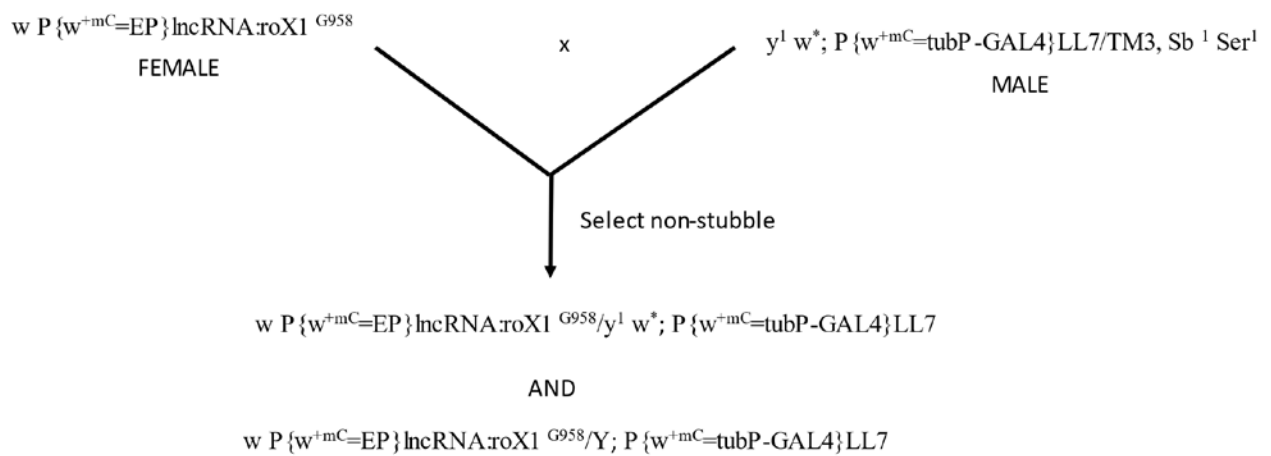 w P{w+mC=EP}lncRNA:roX1 G958
FEMALE
x
y1 w*; P{w+mC=tubP-GAL4}LL7/TM3, Sb 1 Ser1
MALE
Select non-stubble
w P{w+mC=EP}lncRNA:roX1 G958/y1 w*; P{w+mC=tubP-GAL4}LL7
AND
w P{w+mC=EP}lncRNA:roX1 G958/Y; P{w+mC=tubP-GAL4}LL7